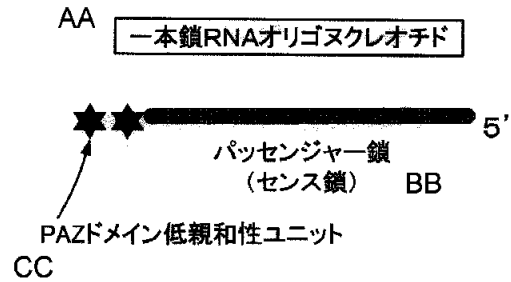 AA
一本鎖RNAオリゴヌクレオチド
5'
パッセンジャー鎖
(センス鎖) BB
PAZドメイン低親和性ユニット
CC